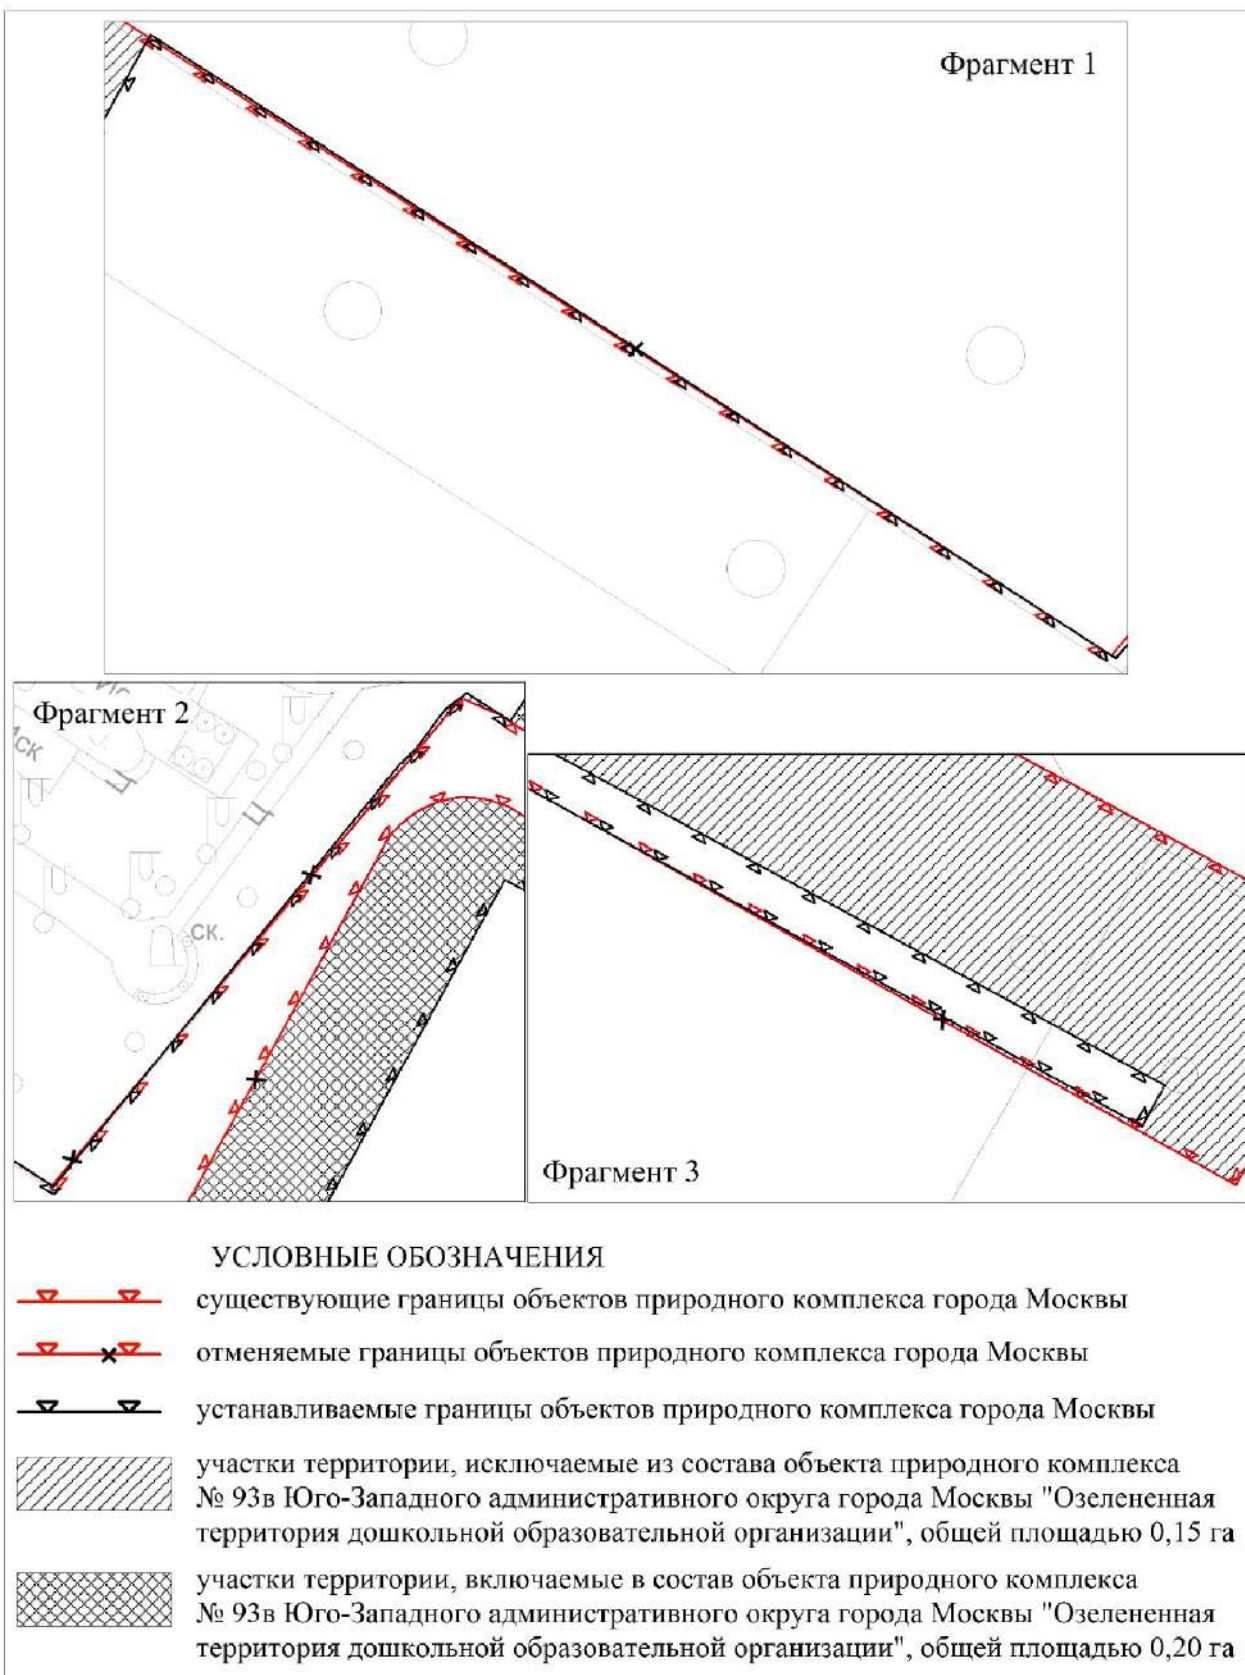 Фрагмент 1
Фрагмент 2
ск.
Фрагмент 3
УСЛОВНЫЕ ОБОЗНАЧЕНИЯ
существующие границы объектов природного комплекса города Москвы
отменяемые границы объектов природного комплекса города Москвы
устанавливаемые границы объектов природного комплекса города Москвы
участки территории, исключаемые из состава объекта природного комплекса
№ 93в Юго-Западного административного округа города Москвы "Озелененная
территория дошкольной образовательной организации", общей площадью 0,15 га
участки территории, включаемые в состав объекта природного комплекса
№ 93в Юго-Западного административного округа города Москвы "Озелененная
территория дошкольной образовательной организации", общей площадью 0,20 га